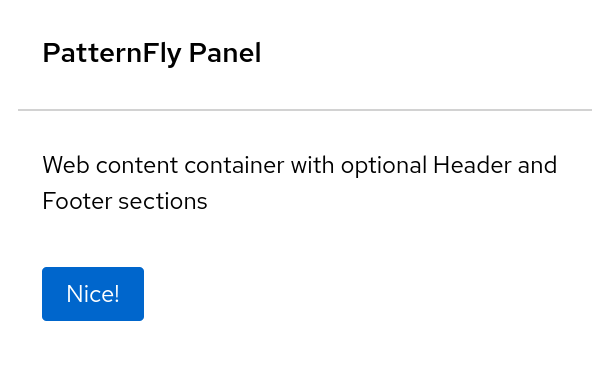 PatternFly Panel
Web content container with optional Header and
Footer sections
Nice!